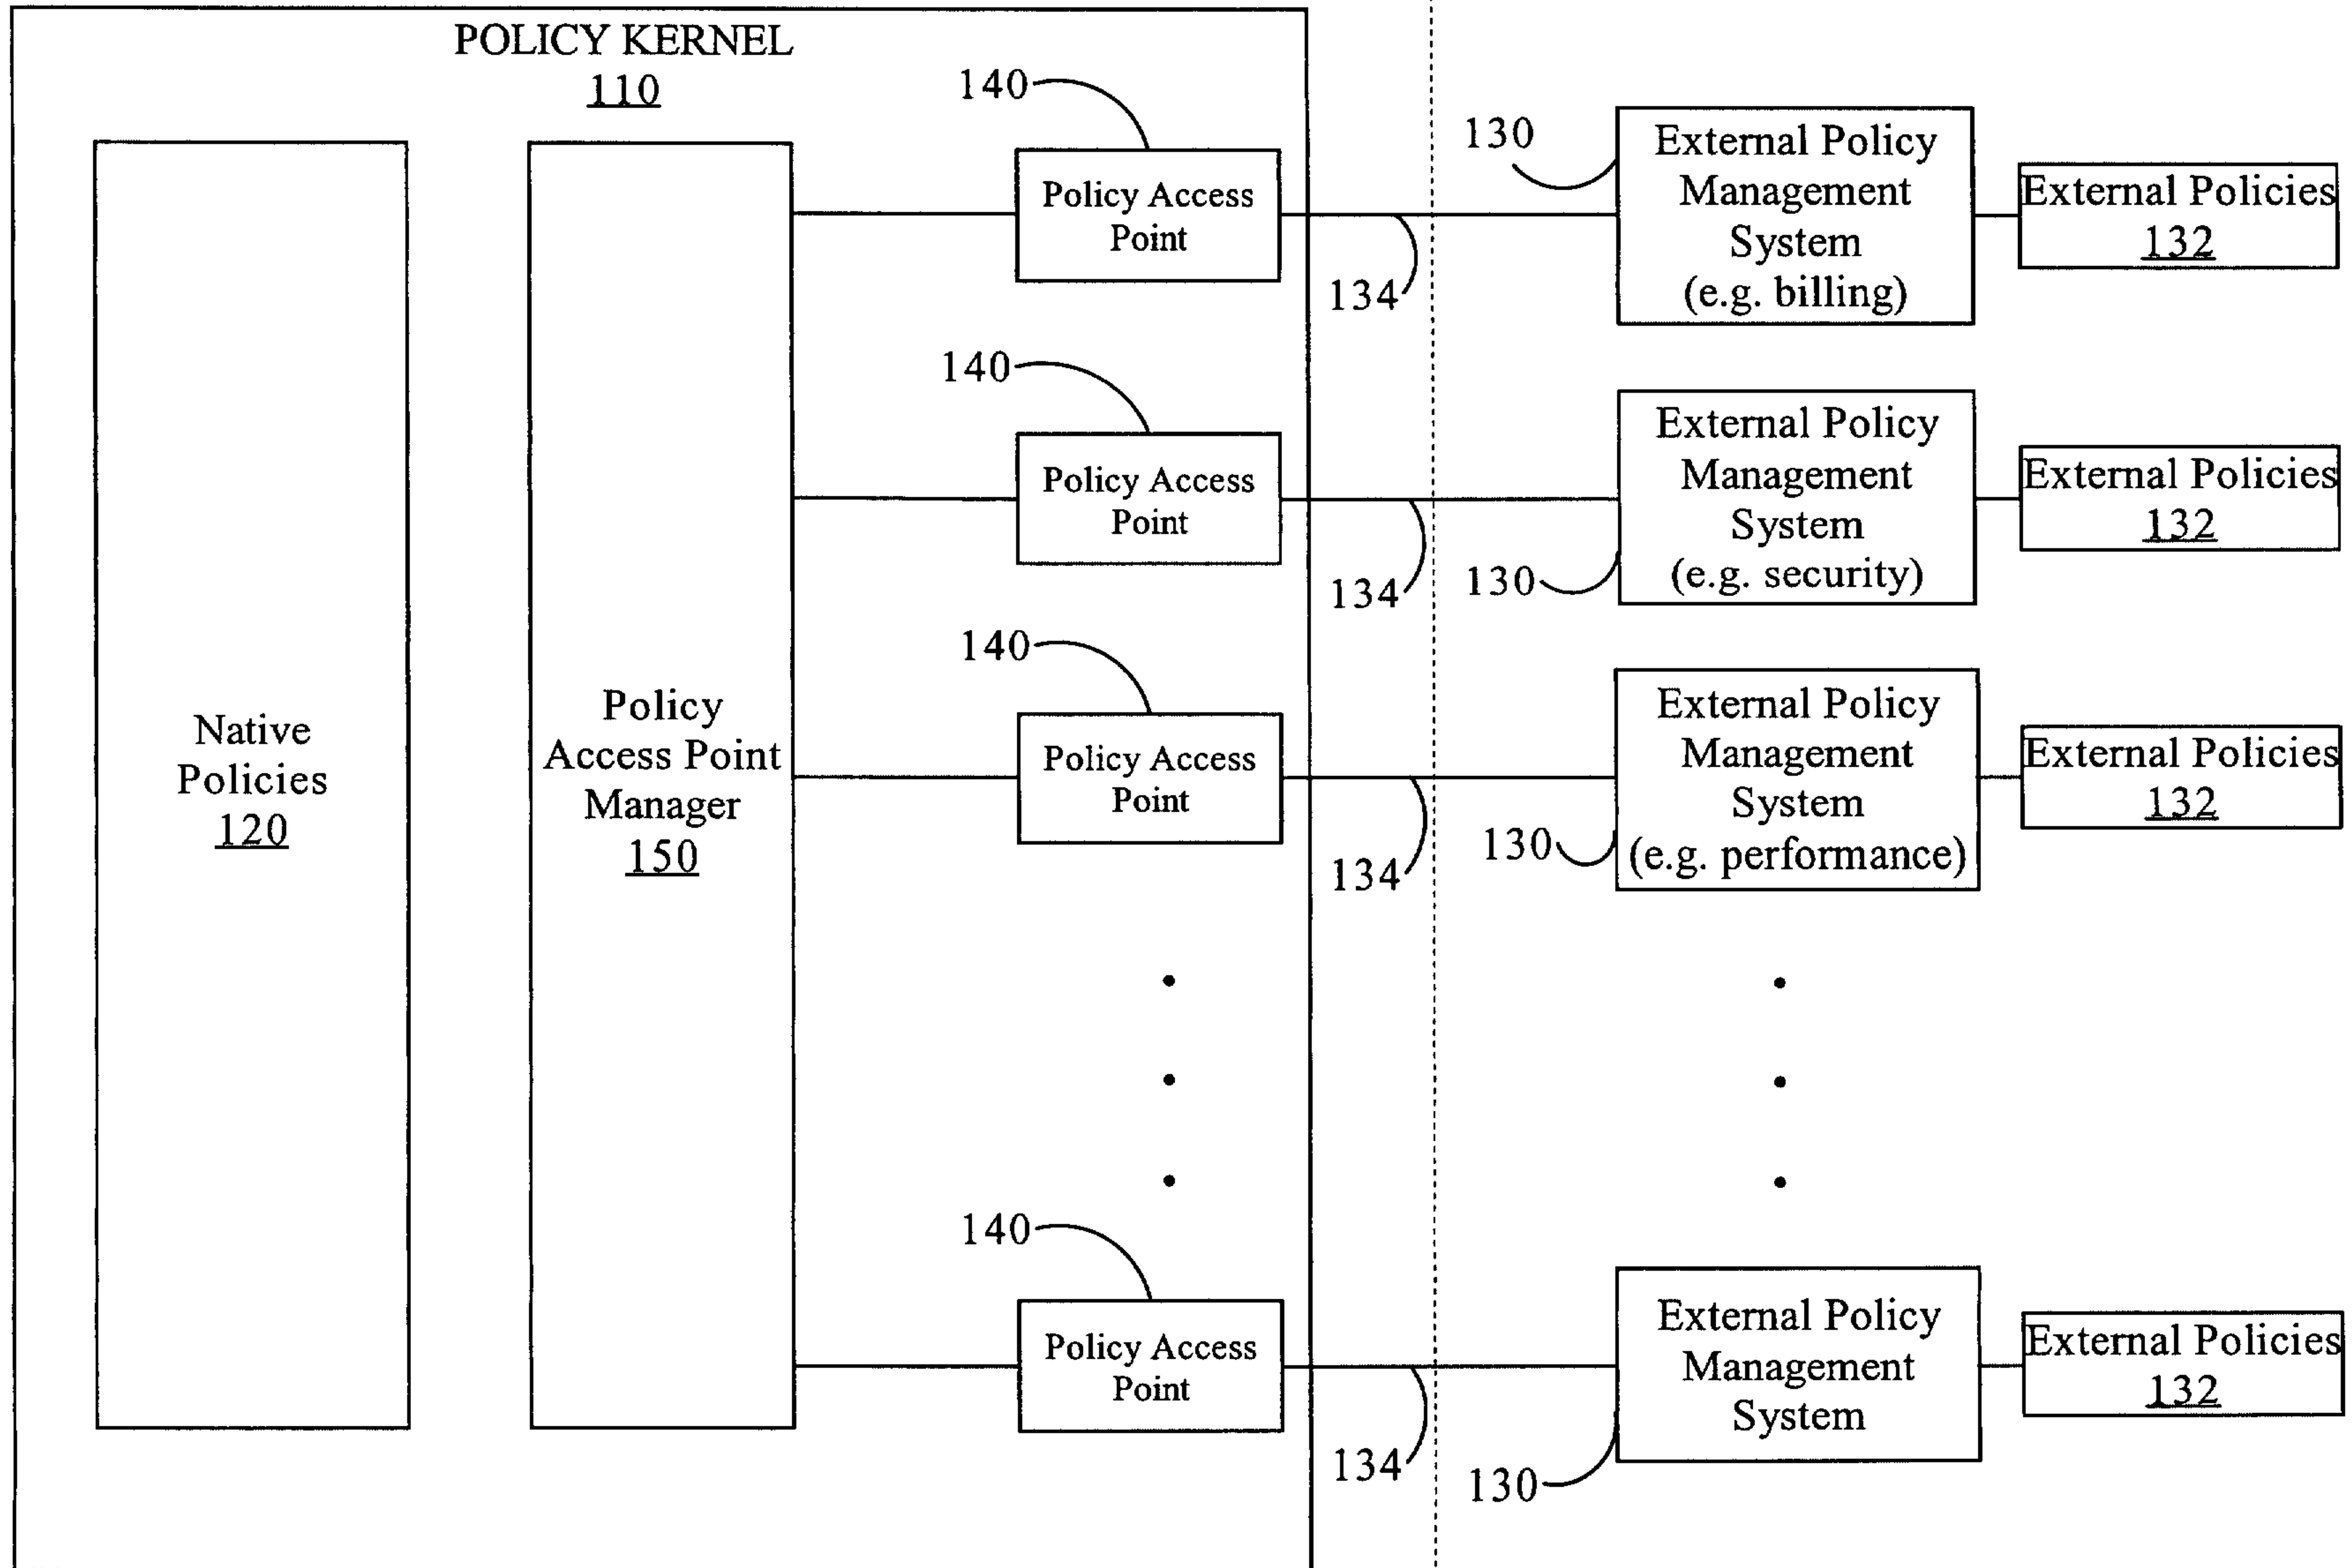 POLICY KERNEL
110
Native
Policies
120
Policy
Access Point
Manager
150
140
Policy Access
Point
134
130
External Policy
Management
System
(e.g. billing)
External Policies
132
140
Policy Access
Point
134
130
External Policy
Management
System
(e.g. security)
External Policies
132
140
Policy Access
Point
134
130
External Policy
Management
System
(e.g. performance)
External Policies
132
140
Policy Access
Point
134
130
External Policy
Management
System
External Policies
132